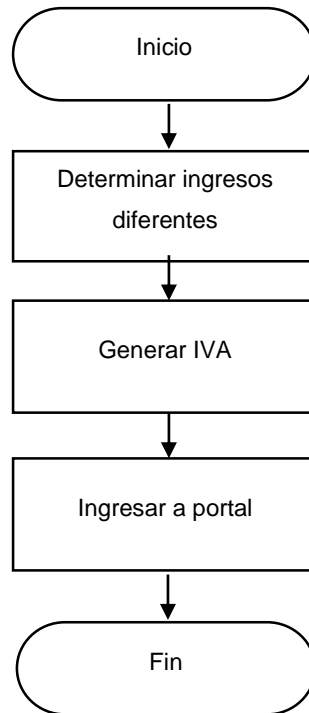 Inicio
Determinar ingresos
diferentes
Generar IVA
Ingresar a portal
Fin